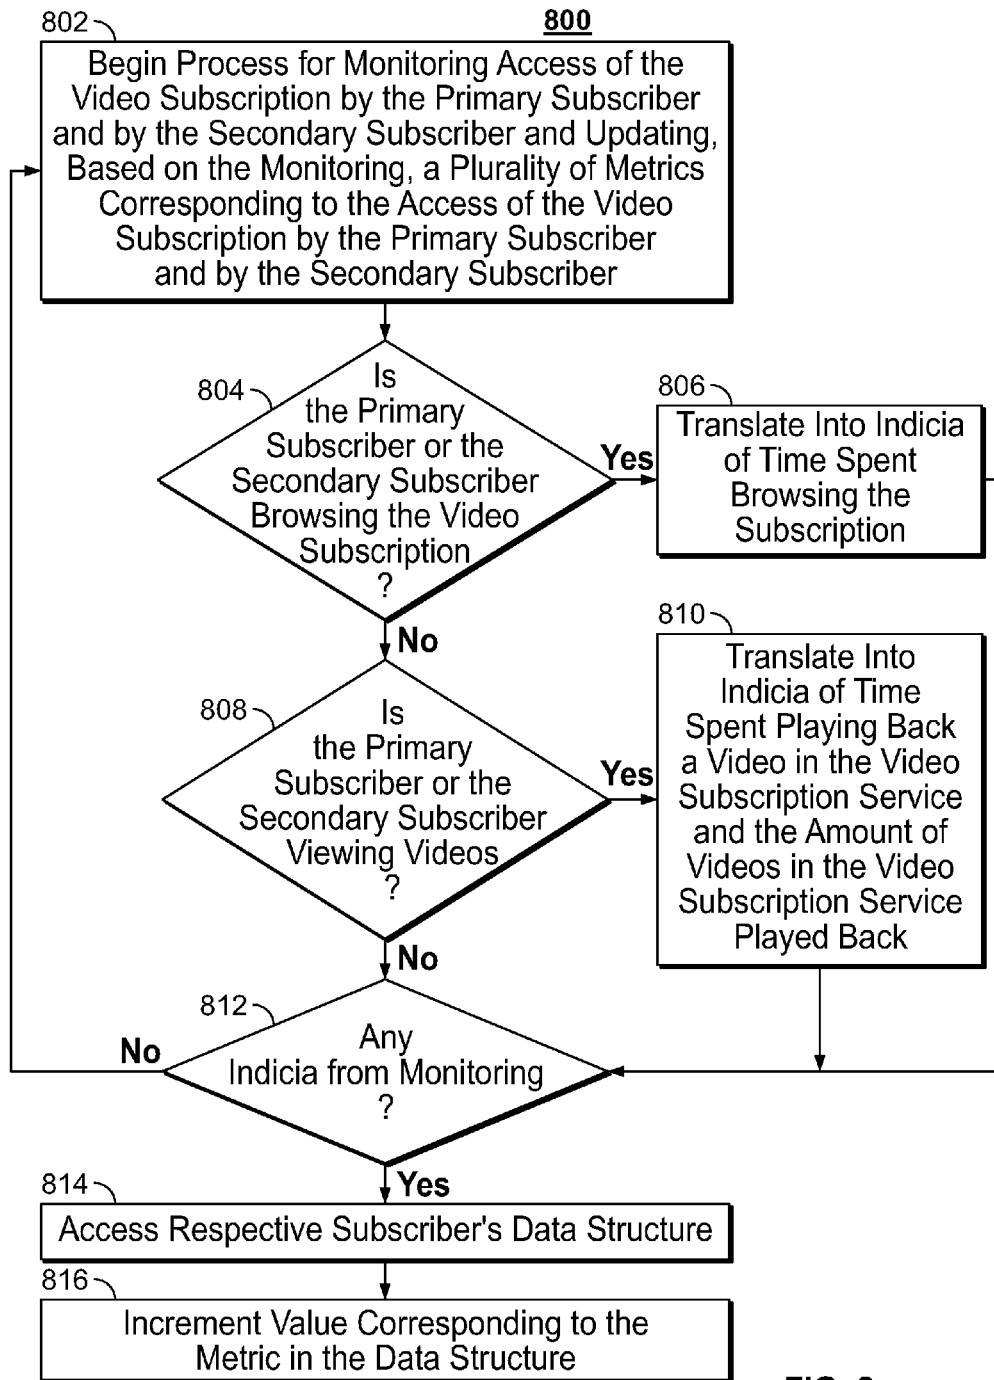 800
802
Begin Process for Monitoring Access of the
Video Subscription by the Primary Subscriber
and by the Secondary Subscriber and Updating,
Based on the Monitoring, a Plurality of Metrics
Corresponding to the Access of the Video
Subscription by the Primary Subscriber
and by the Secondary Subscriber
804
Is
the Primary
Subscriber or the
Secondary Subscriber
Browsing the Video
Subscription
?
Yes
806
Translate Into Indicia
of Time Spent
Browsing the
Subscription
No
808
Is
the Primary
Subscriber or the
Secondary Subscriber
Viewing Videos
?
Yes
810
Translate Into
Indicia of Time
Spent Playing Back
a Video in the Video
Subscription Service
and the Amount of
Videos in the Video
Subscription Service
Played Back
No
812
Any
Indicia from Monitoring
?
No
Yes
814
Access Respective Subscriber's Data Structure
816
Increment Value Corresponding to the
Metric in the Data Structure